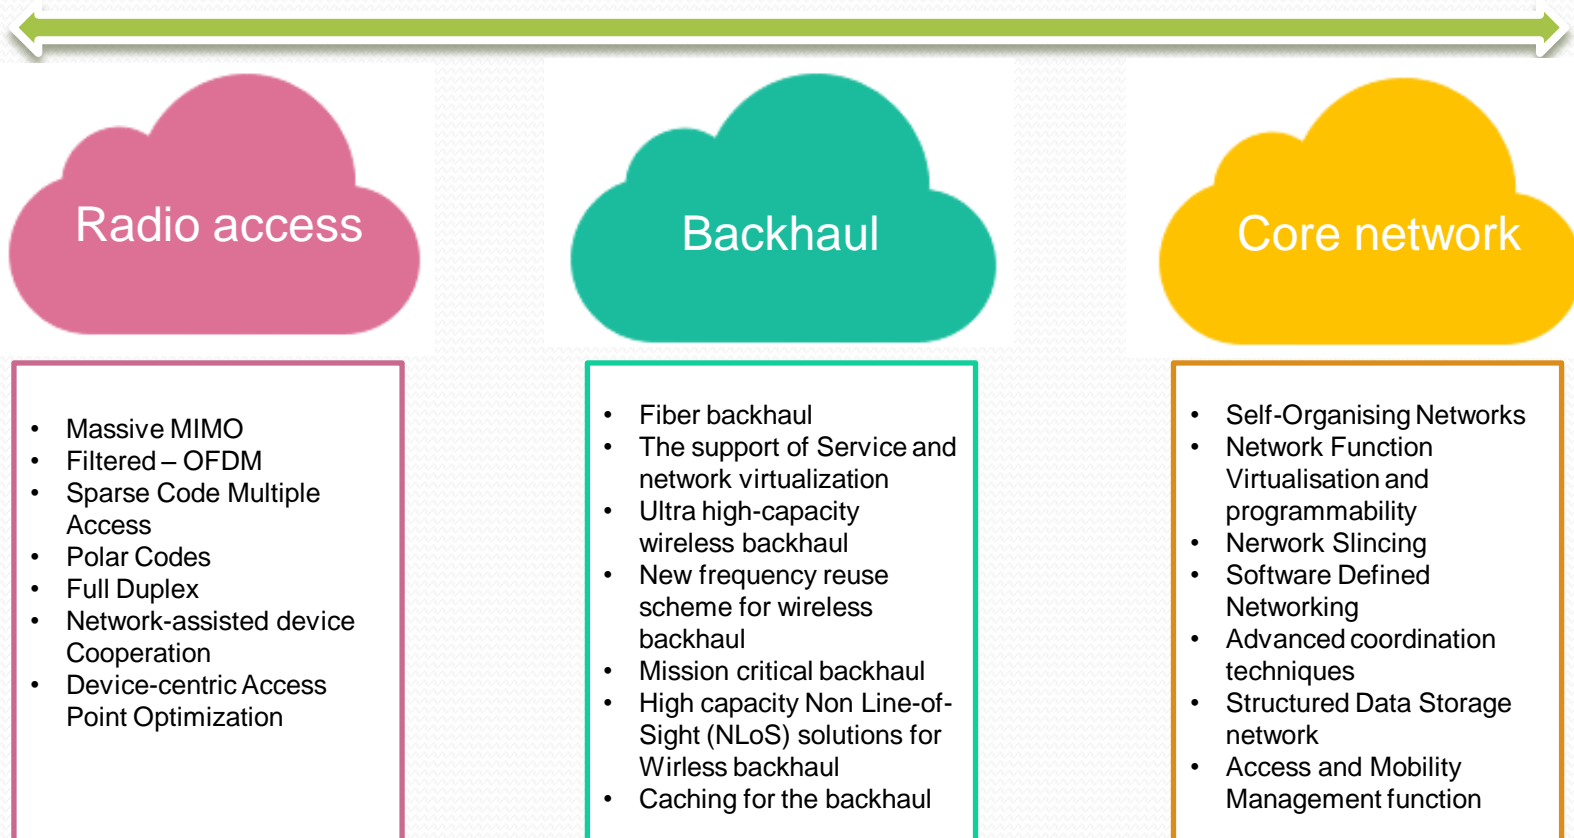 Radio access
Backhaul
Core network
• Massive MIMO
• Filtered – OFDM
• Sparse Code Multiple
Access
• Polar Codes
• Full Duplex
• Network-assisted device
Cooperation
• Device-centric Access
Point Optimization
• Fiber backhaul
• The support of Service and
network virtualization
• Ultra high-capacity
wireless backhaul
• New frequency reuse
scheme for wireless
backhaul
• Mission critical backhaul
• High capacity Non Line-of-
Sight (NLoS) solutions for
Wirless backhaul
• Caching for the backhaul
• Self-Organising Networks
• Network Function
Virtualisation and
programmability
• Nerwork Slincing
• Software Defined
Networking
• Advanced coordination
techniques
• Structured Data Storage
network
• Access and Mobility
Management function